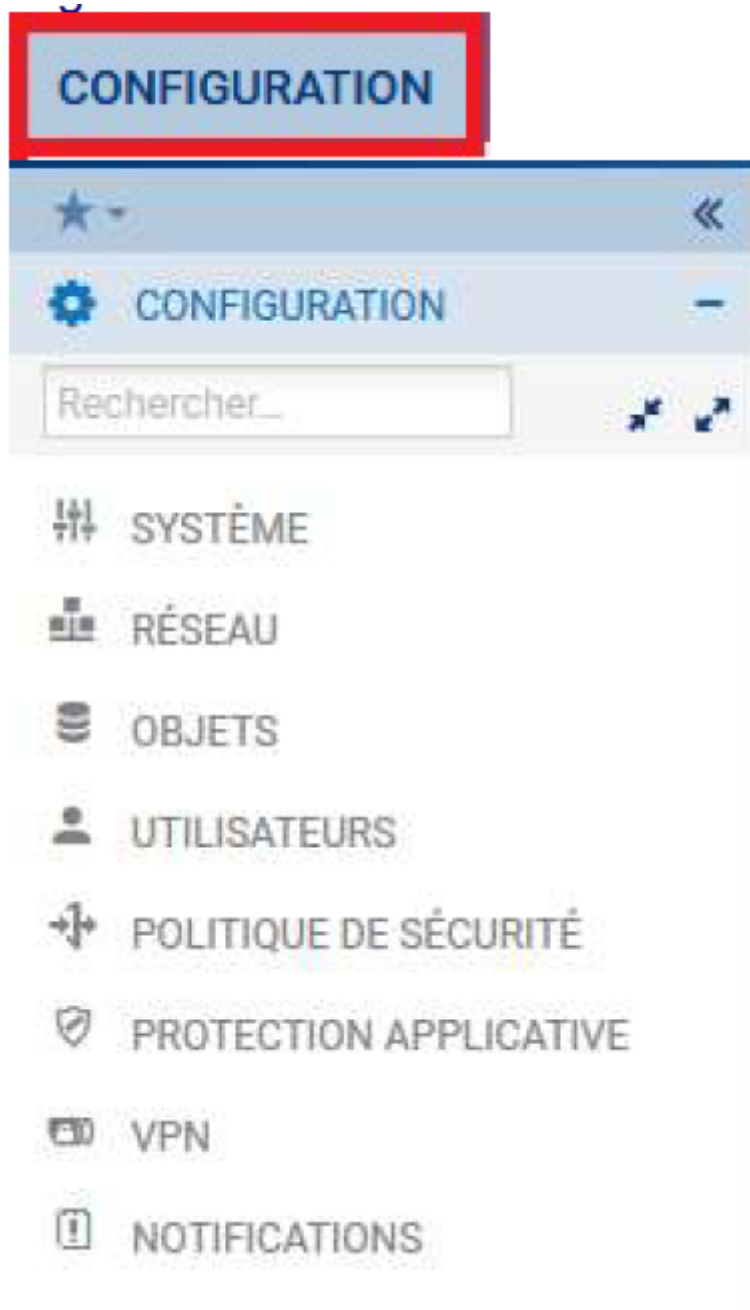 CONFIGURATION
CONFIGURATION
Rechercher...
SYSTÈME
RÉSEAU
OBJETS
UTILISATEURS
POLITIQUE DE SÉCURITÉ
PROTECTION APPLICATIVE
VPN
NOTIFICATIONS